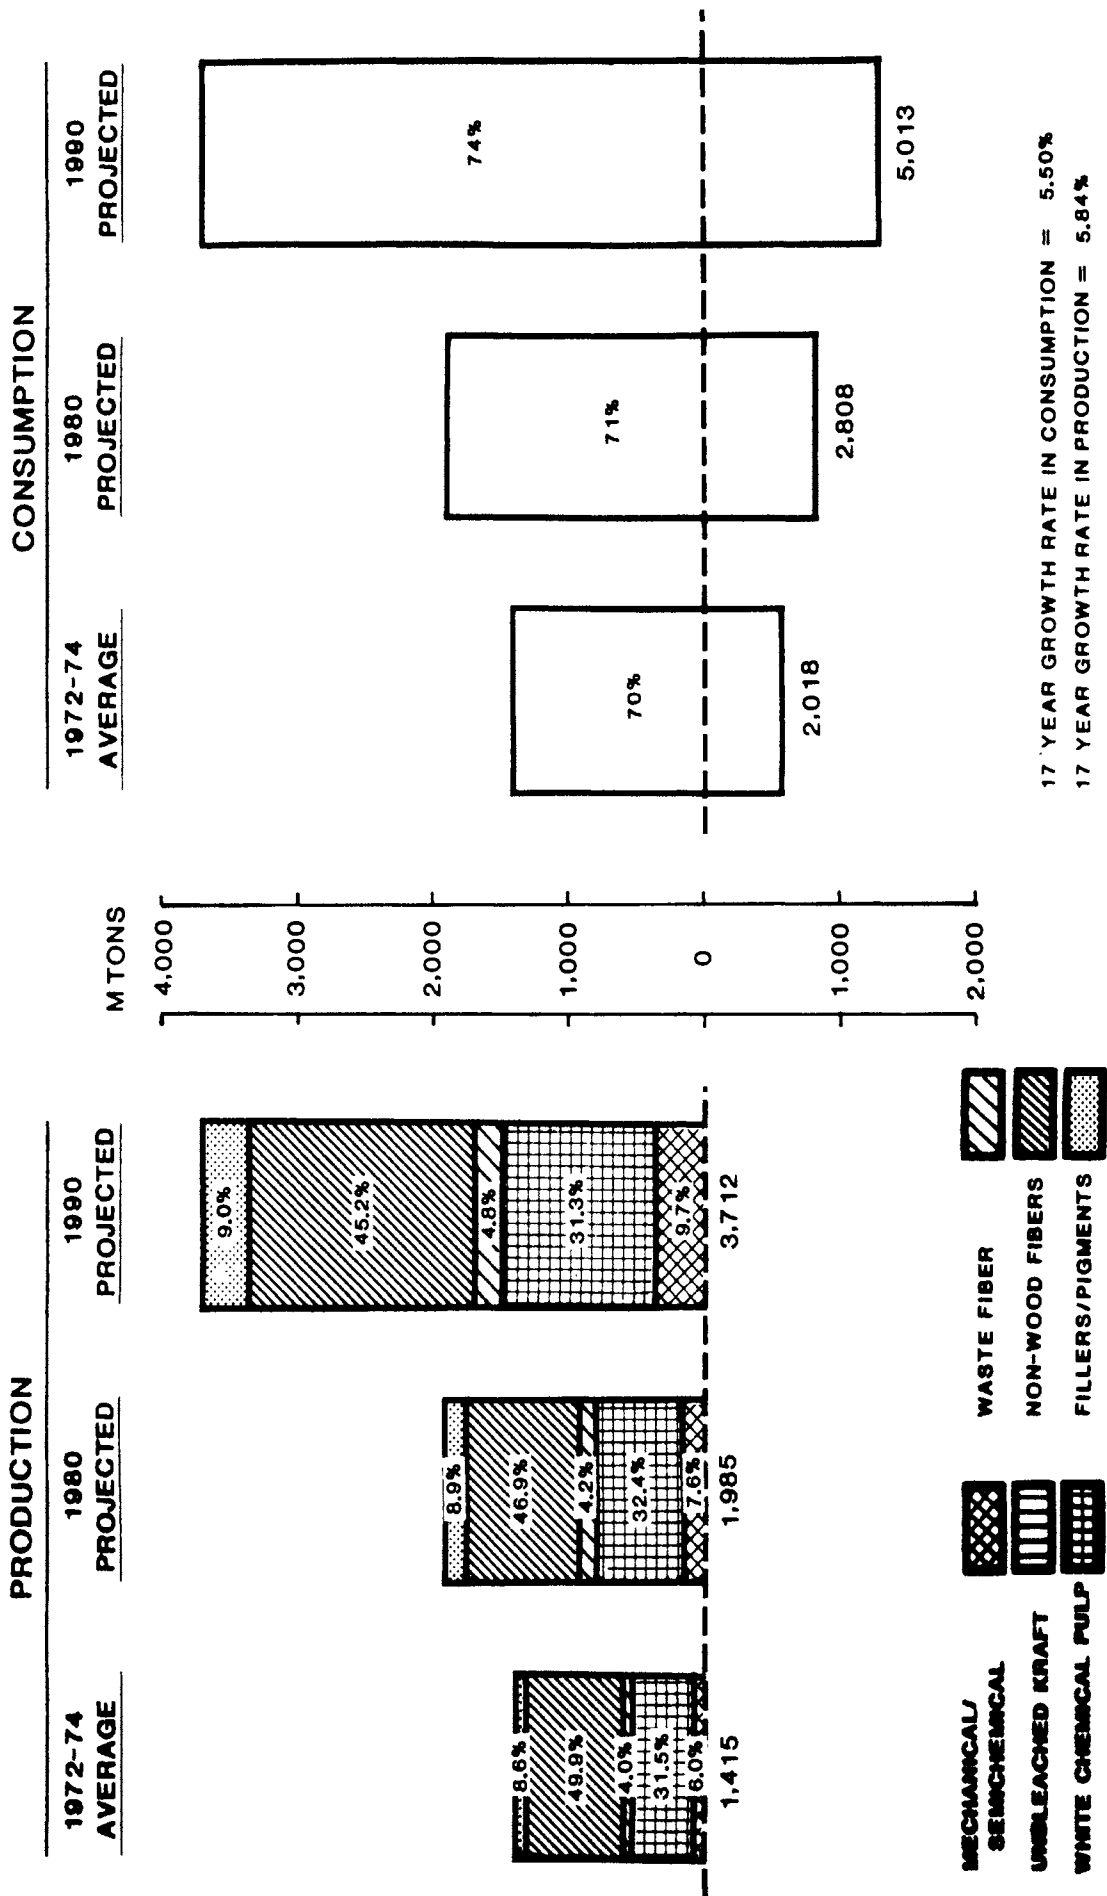 PRODUCTION
1972-74
AVERAGE
1980
PROJECTED
1990
PROJECTED
8.6%
49.9%
4.0%
31.5%
6.0%
1,415
8.9%
46.9%
4.2%
32.4%
7.6%
1,985
9.0%
45.2%
4.8%
31.3%
9.7%
3,712
M TONS
4,000
3,000
2,000
1,000
0
1,000
2,000
CONSUMPTION
1972-74
AVERAGE
1980
PROJECTED
1990
PROJECTED
70%
2,018
71%
2,808
74%
5,013
MECHANICAL/
SEMICHEMICAL
UNBLEACHED KRAFT
WHITE CHEMICAL PULP
WASTE FIBER
NON-WOOD FIBERS
FILLERS/PIGMENTS
17 YEAR GROWTH RATE IN CONSUMPTION = 5.50%
17 YEAR GROWTH RATE IN PRODUCTION = 5.84%